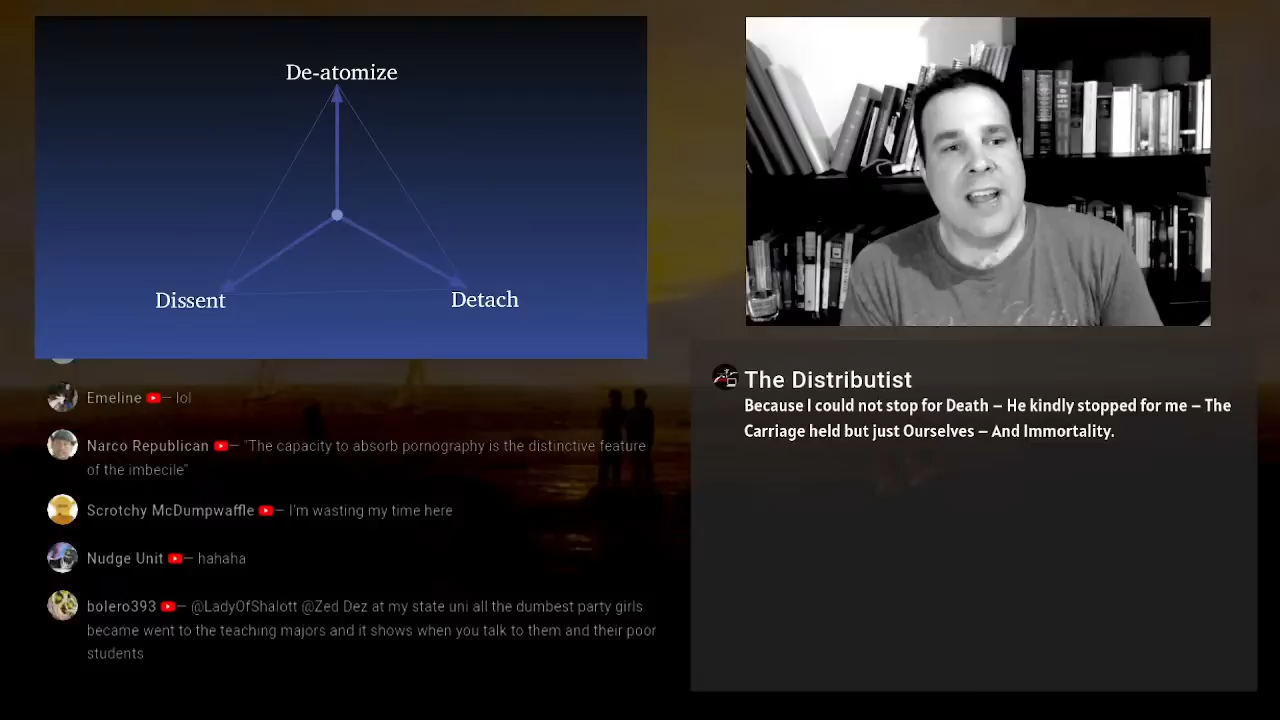 De-atomize
Dissent
Detach
Emeline — lol
Narco Republican — "The capacity to absorb pornography is the distinctive feature
of the imbecile"
Scrotchy McDumpwaffle — I'm wasting my time here
Nudge Unit — hahaha
bolero393 — @LadyOfShalott @Zed Dez at my state uni all the dumbest party girls
became went to the teaching majors and it shows when you talk to them and their poor
students
The Distributist
Because I could not stop for Death – He kindly stopped for me – The
Carriage held but just Ourselves – And Immortality.